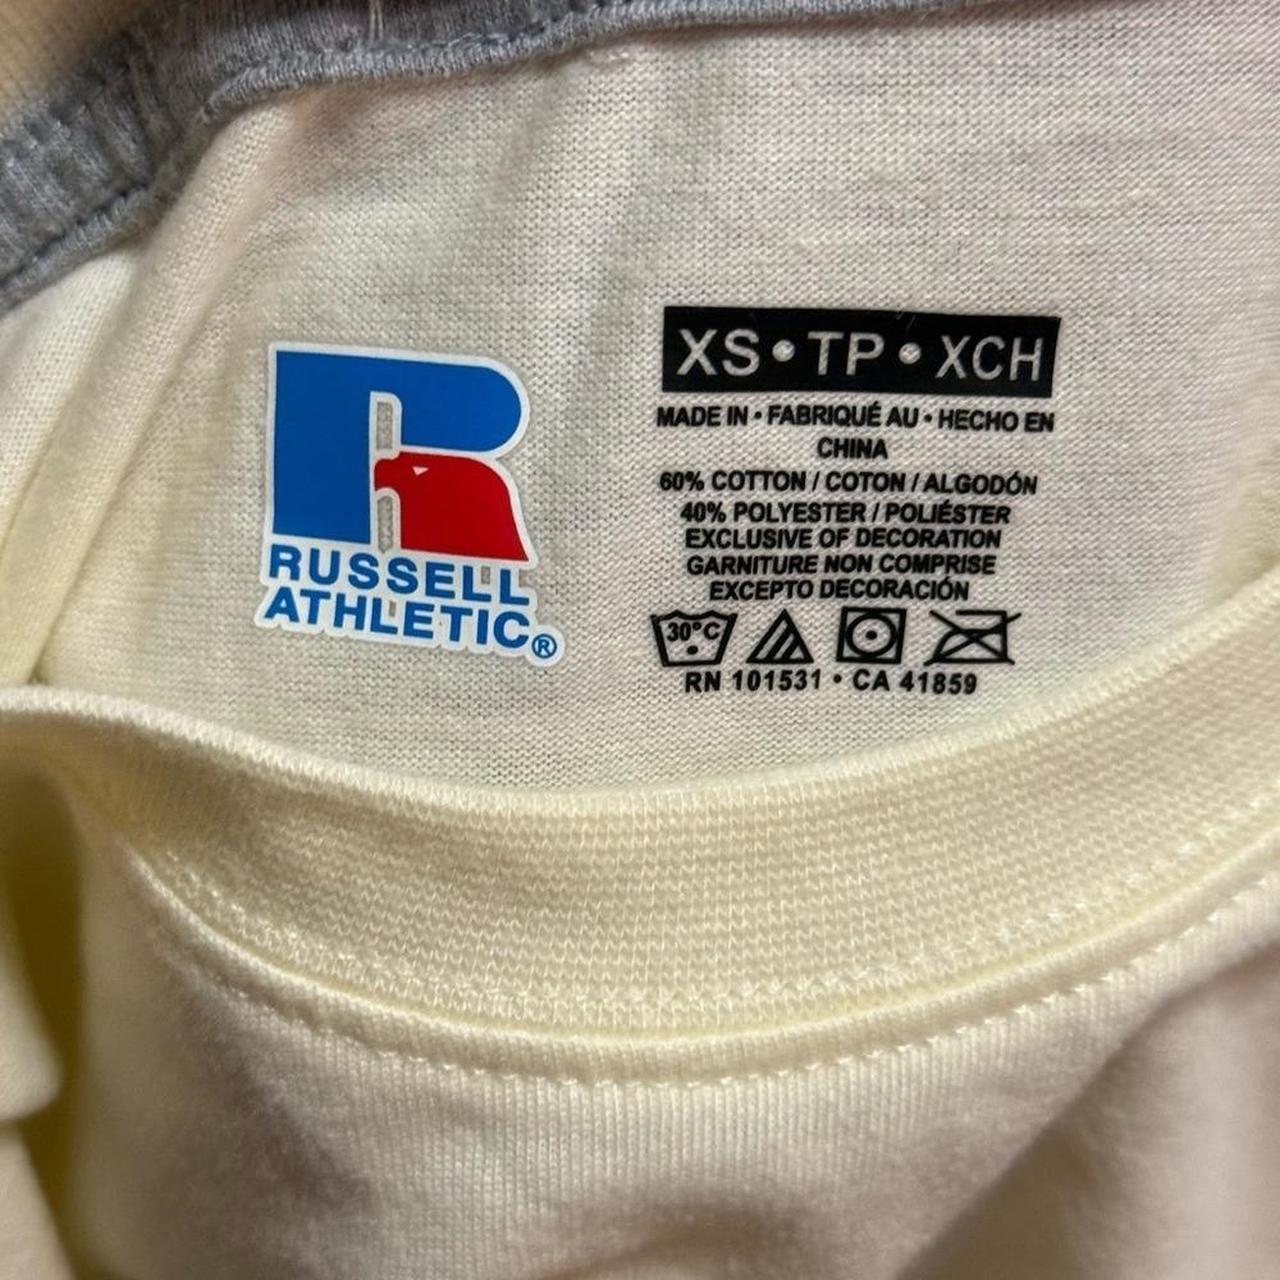 RUSSELL
ATHLETIC®
XS • TP • XCH
MADE IN • FABRIQUÉ AU • HECHO EN
CHINA
60% COTTON / COTON / ALGODÓN
40% POLYESTER / POLIÉSTER
EXCLUSIVE OF DECORATION
GARNITURE NON COMPRISE
EXCEPTO DECORACIÓN
30°C
RN 101531 • CA 41859